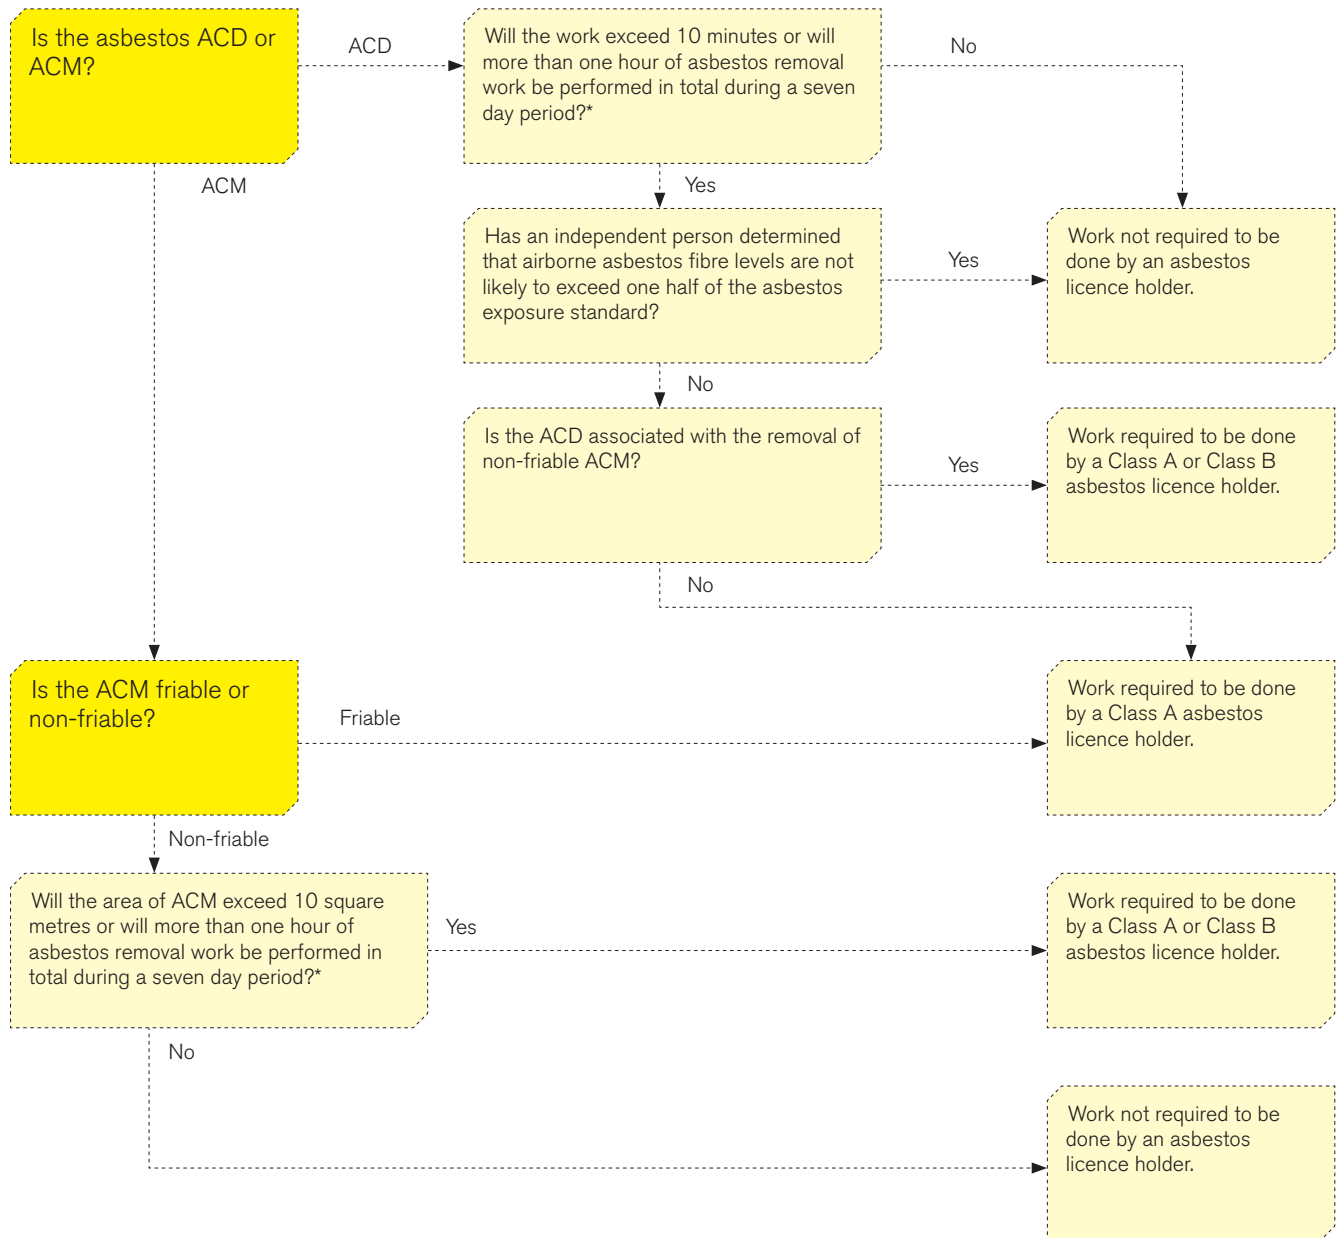 Is the asbestos ACD or
ACM?
ACD
Will the work exceed 10 minutes or will
more than one hour of asbestos removal
work be performed in total during a seven
day period?*
No
ACM
Yes
Has an independent person determined
that airborne asbestos fibre levels are not
likely to exceed one half of the asbestos
exposure standard?
Yes
Work not required to be
done by an asbestos
licence holder.
No
Is the ACD associated with the removal of
non-friable ACM?
Yes
Work required to be done
by a Class A or Class B
asbestos licence holder.
No
Is the ACM friable or
non-friable?
Friable
Work required to be done
by a Class A asbestos
licence holder.
Non-friable
Will the area of ACM exceed 10 square
metres or will more than one hour of
asbestos removal work be performed in
total during a seven day period?*
Yes
Work required to be done
by a Class A or Class B
asbestos licence holder.
No
Work not required to be
done by an asbestos
licence holder.